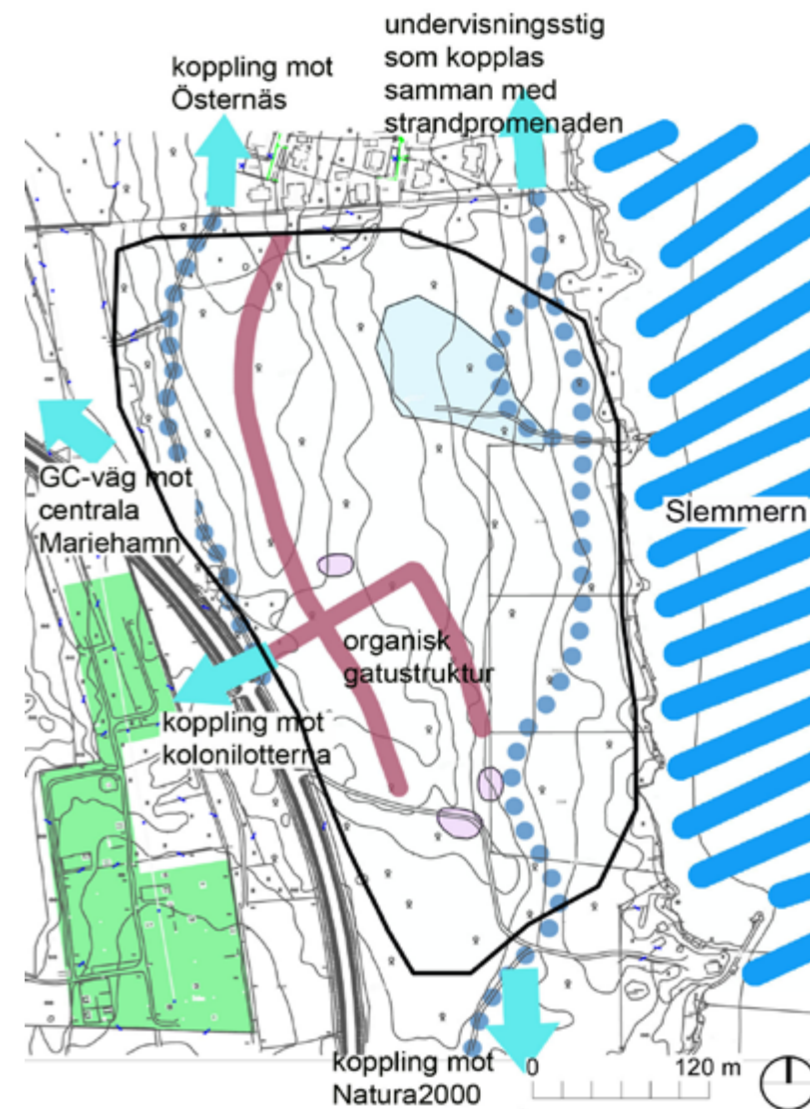 undervisningsstig
som kopplas
samman med
strandpromenaden
koppling mot
Östernäs
GC-väg mot
centrala
Mariehamn
Slemmern
organisk
gatustruktur
koppling mot
kolonilotterna
koppling mot
Natura2000
0 120 m